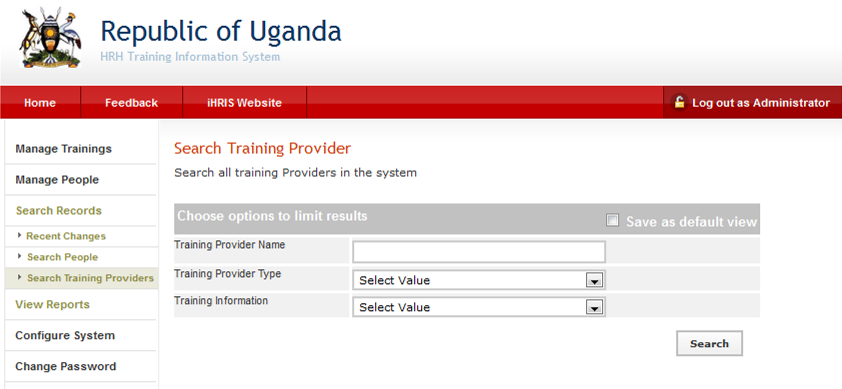 Republic of Uganda
HRH Training Information System
Home
Feedback
iHRIS Website
Log out as Administrator
Manage Trainings
Manage People
Search Records
Recent Changes
Search People
Search Training Providers
View Reports
Configure System
Change Password
Search Training Provider
Search all training Providers in the system
Choose options to limit results
Save as default view
Training Provider Name
Training Provider Type
Select Value
Training Information
Select Value
Search